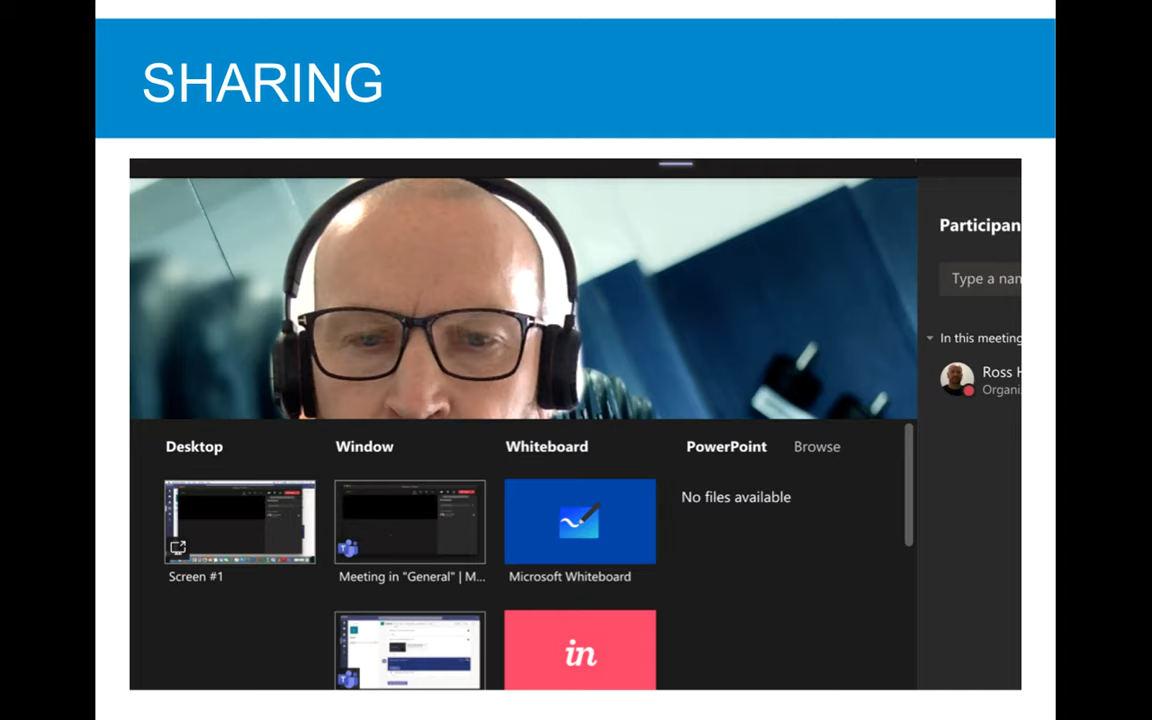 SHARING
Participan
Type a nam
In this meeting
Ross K
Organi
Desktop
Window
Whiteboard
PowerPoint
Browse
No files available
Screen #1
Meeting in "General" | M...
Microsoft Whiteboard
in